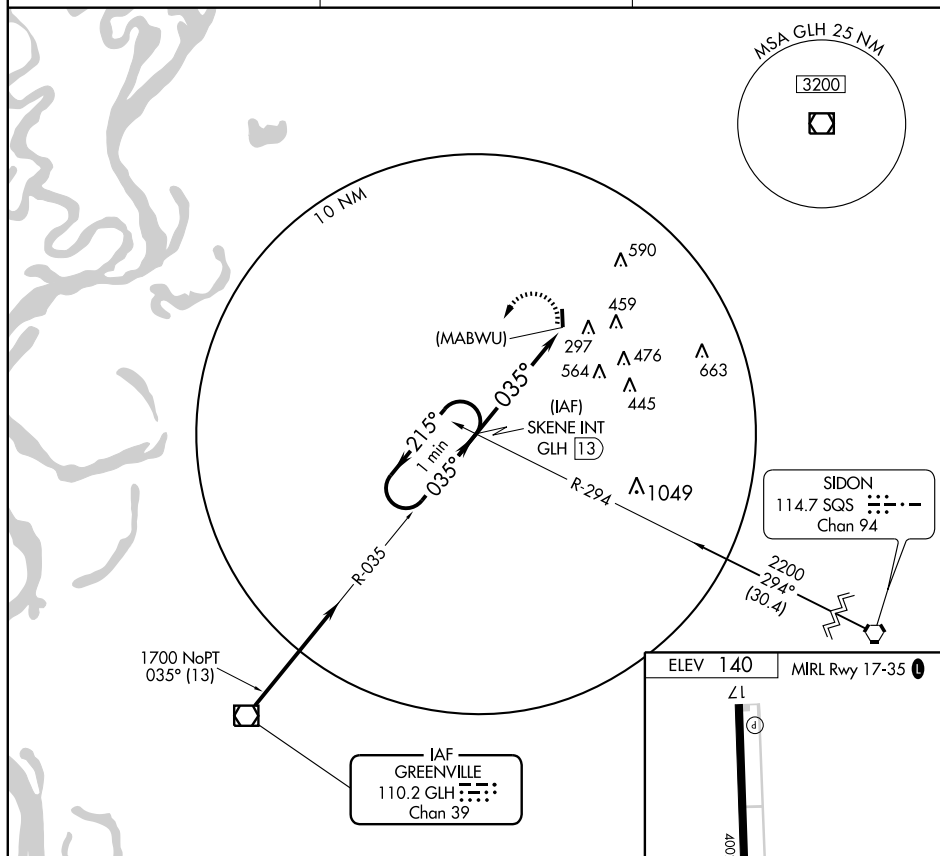 MSA GLH 25 NM
3200
10 NM
590
459
(MABWU)
297
476
564
663
445
035°
(IAF)
SKENE INT
GLH 13
215°
1 min
035°
1049
R-294
SIDON
114.7 SQS
Chan 94
2200
294°
(30.4)
R-035
1700 NoPT
035° (13)
IAF
GREENVILLE
110.2 GLH
Chan 39
ELEV 140
MIRL Rwy 17-35 L
17
P
400